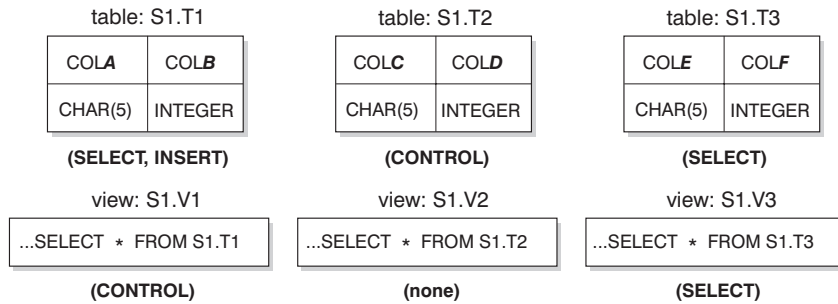 table: S1.T1
table: S1.T2
table: S1.T3
COLA COLB
COLC COLD
COLE COLF
CHAR(5) INTEGER
CHAR(5) INTEGER
CHAR(5) INTEGER
(SELECT, INSERT)
(CONTROL)
(SELECT)
view: S1.V1
view: S1.V2
view: S1.V3
...SELECT * FROM S1.T1
...SELECT * FROM S1.T2
...SELECT * FROM S1.T3
(CONTROL)
(none)
(SELECT)